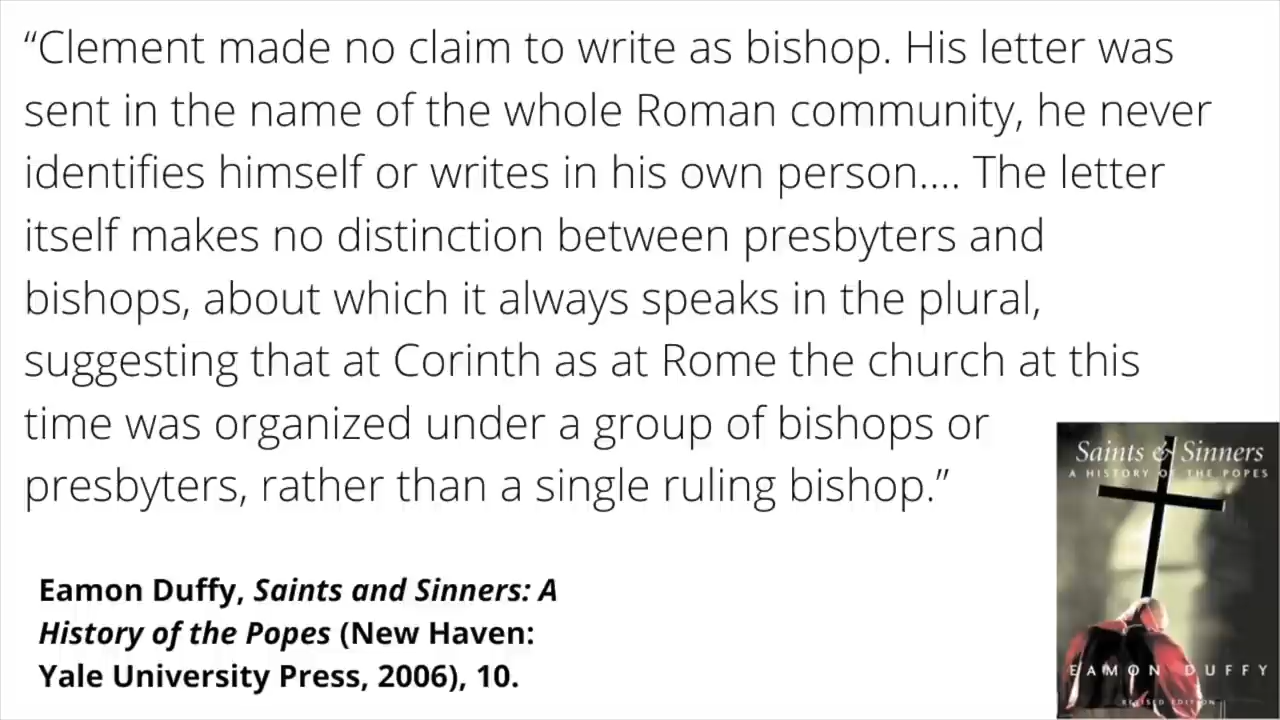 “Clement made no claim to write as bishop. His letter was
sent in the name of the whole Roman community, he never
identifies himself or writes in his own person.... The letter
itself makes no distinction between presbyters and
bishops, about which it always speaks in the plural,
suggesting that at Corinth as at Rome the church at this
time was organized under a group of bishops or
presbyters, rather than a single ruling bishop.”
Eamon Duffy, Saints and Sinners: A
History of the Popes (New Haven:
Yale University Press, 2006), 10.
Saints & Sinners
A HISTORY OF THE POPES
EAMON DUFFY
REVISED EDITION